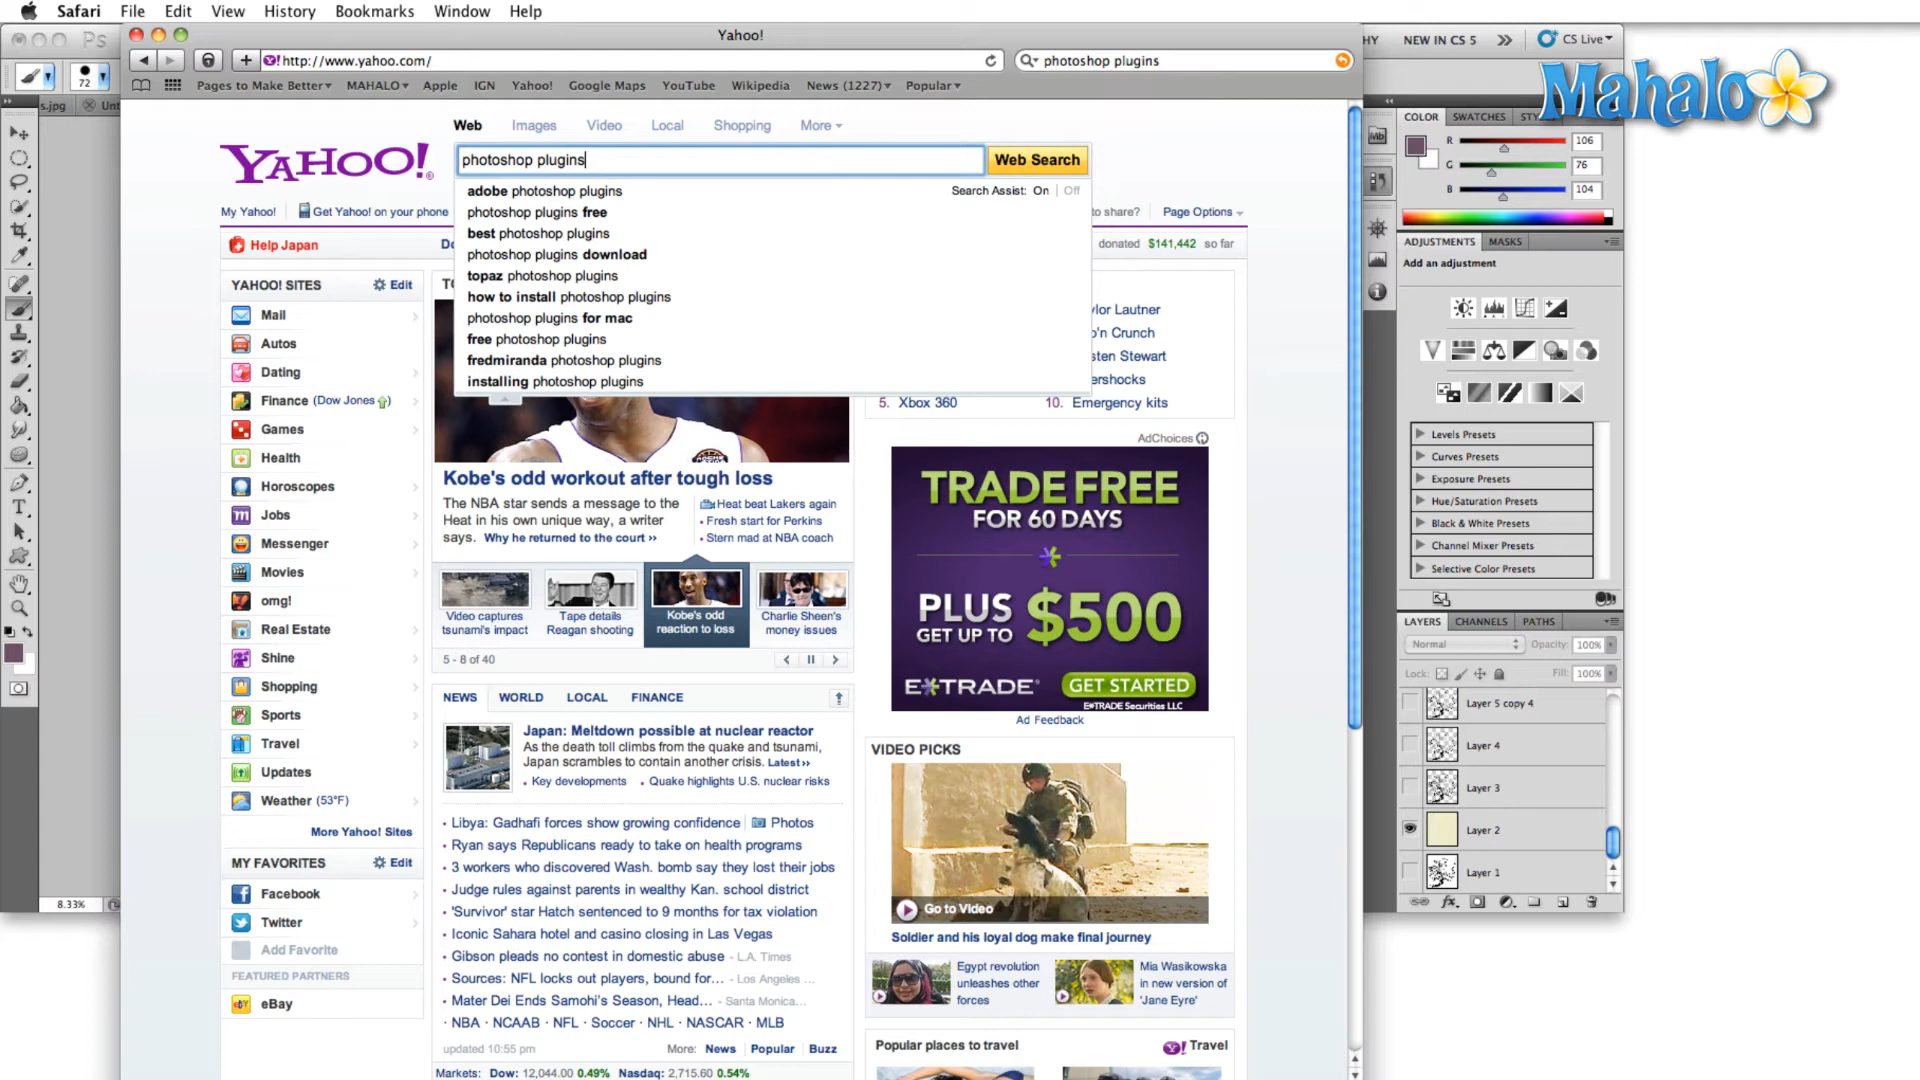 Safari File Edit View History Bookmarks Window Help
Yahoo!
Ps
HY NEW IN CS 5 CS Live
http://www.yahoo.com/
photoshop plugins
72
Pages to Make Better MAHALO Apple IGN Yahoo! Google Maps YouTube Wikipedia News (1227) Popular
Mahalo
s.jpg
Web Images Video Local Shopping More
YAHOO!
photoshop plugins
Web Search
adobe photoshop plugins
Search Assist: On | Off
photoshop plugins free
best photoshop plugins
photoshop plugins download
topaz photoshop plugins
how to install photoshop plugins
photoshop plugins for mac
free photoshop plugins
fredmiranda photoshop plugins
installing photoshop plugins
My Yahoo! Get Yahoo! on your phone
to share? Page Options
Help Japan
donated $141,442 so far
YAHOO! SITES Edit
Mail
Autos
Dating
Finance (Dow Jones)
Games
Health
Horoscopes
Jobs
Messenger
Movies
omg!
Real Estate
Shine
Shopping
Sports
Travel
Updates
Weather (53°F)
More Yahoo! Sites
MY FAVORITES Edit
Facebook
Twitter
Add Favorite
FEATURED PARTNERS
eBay
Kobe's odd workout after tough loss
The NBA star sends a message to the
Heat in his own unique way, a writer
says. Why he returned to the court ››
Heat beat Lakers again
• Fresh start for Perkins
• Stern mad at NBA coach
Video captures
tsunami's impact
Tape details
Reagan shooting
Kobe's odd
reaction to loss
Charlie Sheen's
money issues
5 - 8 of 40
NEWS WORLD LOCAL FINANCE
Japan: Meltdown possible at nuclear reactor
As the death toll climbs from the quake and tsunami,
Japan scrambles to contain another crisis. Latest ››
• Key developments • Quake highlights U.S. nuclear risks
• Libya: Gadhafi forces show growing confidence Photos
• Ryan says Republicans ready to take on health programs
• 3 workers who discovered Wash. bomb say they lost their jobs
• Judge rules against parents in wealthy Kan. school district
• 'Survivor' star Hatch sentenced to 9 months for tax violation
• Iconic Sahara hotel and casino closing in Las Vegas
• Gibson pleads no contest in domestic abuse - L.A. Times
• Sources: NFL locks out players, bound for... - Los Angeles ...
• Mater Dei Ends Samohi's Season, Head... - Santa Monica...
· NBA · NCAAB · NFL · Soccer · NHL · NASCAR · MLB
updated 10:55 pm More: News Popular Buzz
Markets: Dow: 12,044.00 0.49% Nasdaq: 2,715.60 0.54%
ylor Lautner
p'n Crunch
sten Stewart
ershocks
5. Xbox 360 10. Emergency kits
AdChoices
TRADE FREE
FOR 60 DAYS
PLUS
GET UP TO $500
E*TRADE GET STARTED
E*TRADE Securities LLC
Ad Feedback
VIDEO PICKS
Go to Video
Soldier and his loyal dog make final journey
Egypt revolution
unleashes other
forces
Mia Wasikowska
in new version of
'Jane Eyre'
Popular places to travel Y! Travel
COLOR SWATCHES
R 106
G 76
B 104
ADJUSTMENTS MASKS
Add an adjustment
Levels Presets
Curves Presets
Exposure Presets
Hue/Saturation Presets
Black & White Presets
Channel Mixer Presets
Selective Color Presets
LAYERS CHANNELS PATHS
Normal Opacity: 100%
Lock: Fill: 100%
Layer 5 copy 4
Layer 4
Layer 3
Layer 2
Layer 1
8.33%